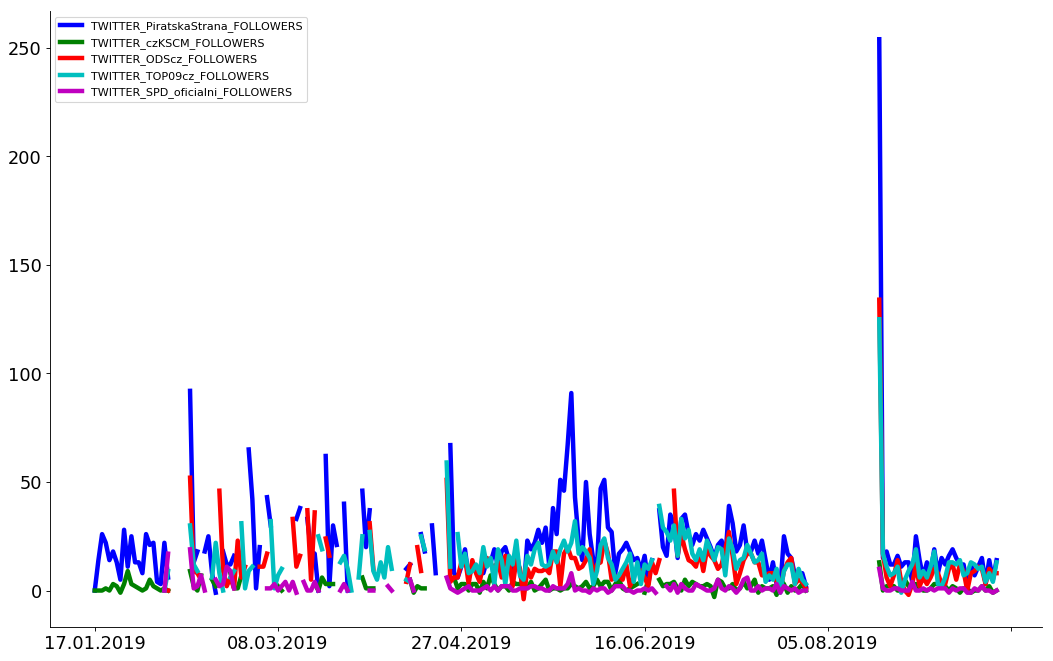 TWITTER_PiratskaStrana_FOLLOWERS
TWITTER_czKSCM_FOLLOWERS
TWITTER_ODScz_FOLLOWERS
TWITTER_TOP09cz_FOLLOWERS
TWITTER_SPD_oficialni_FOLLOWERS
250
200
150
100
50
0
17.01.2019 08.03.2019 27.04.2019 16.06.2019 05.08.2019